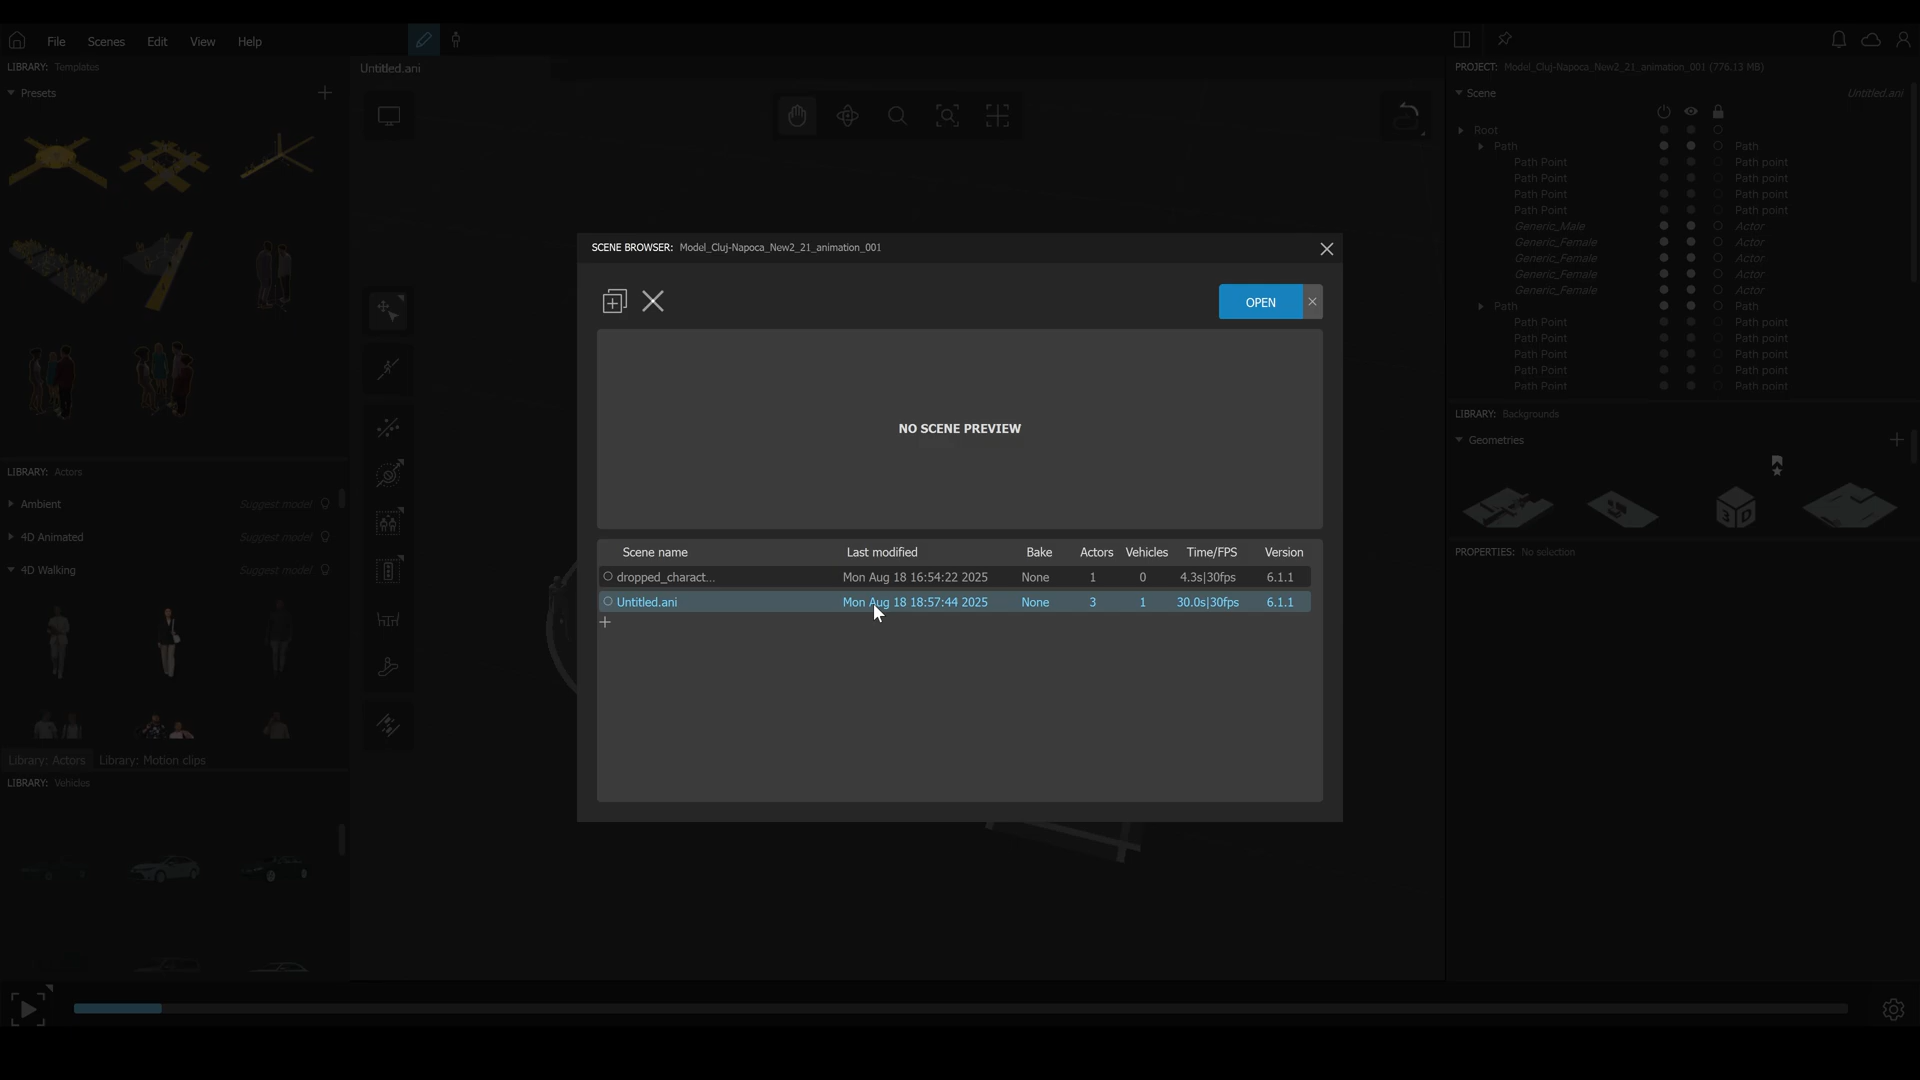 File Scenes Edit View Help
LIBRARY: Templates
Presets
LIBRARY: Actors
Ambient Suggest model
4D Animated Suggest model
4D Walking Suggest model
Library: Actors Library: Motion clips
LIBRARY: Vehicles
Untitled.ani
SCENE BROWSER: Model_Cluj-Napoca_New2_21_animation_001
OPEN
NO SCENE PREVIEW
Scene name Last modified Bake Actors Vehicles Time/FPS Version
dropped_charact... Mon Aug 18 16:54:22 2025 None 1 0 4.3s|30fps 6.1.1
Untitled.ani Mon Aug 18 18:57:44 2025 None 3 1 30.0s|30fps 6.1.1
PROJECT: Model_Cluj-Napoca_New2_21_animation_001 (776.13 MB)
Scene Untitled.ani
Root
Path Path
Path Point Path point
Path Point Path point
Path Point Path point
Path Point Path point
Generic_Male Actor
Generic_Female Actor
Generic_Female Actor
Generic_Female Actor
Generic_Female Actor
Path Path
Path Point Path point
Path Point Path point
Path Point Path point
Path Point Path point
Path Point Path point
LIBRARY: Backgrounds
Geometries
3D
PROPERTIES: No selection